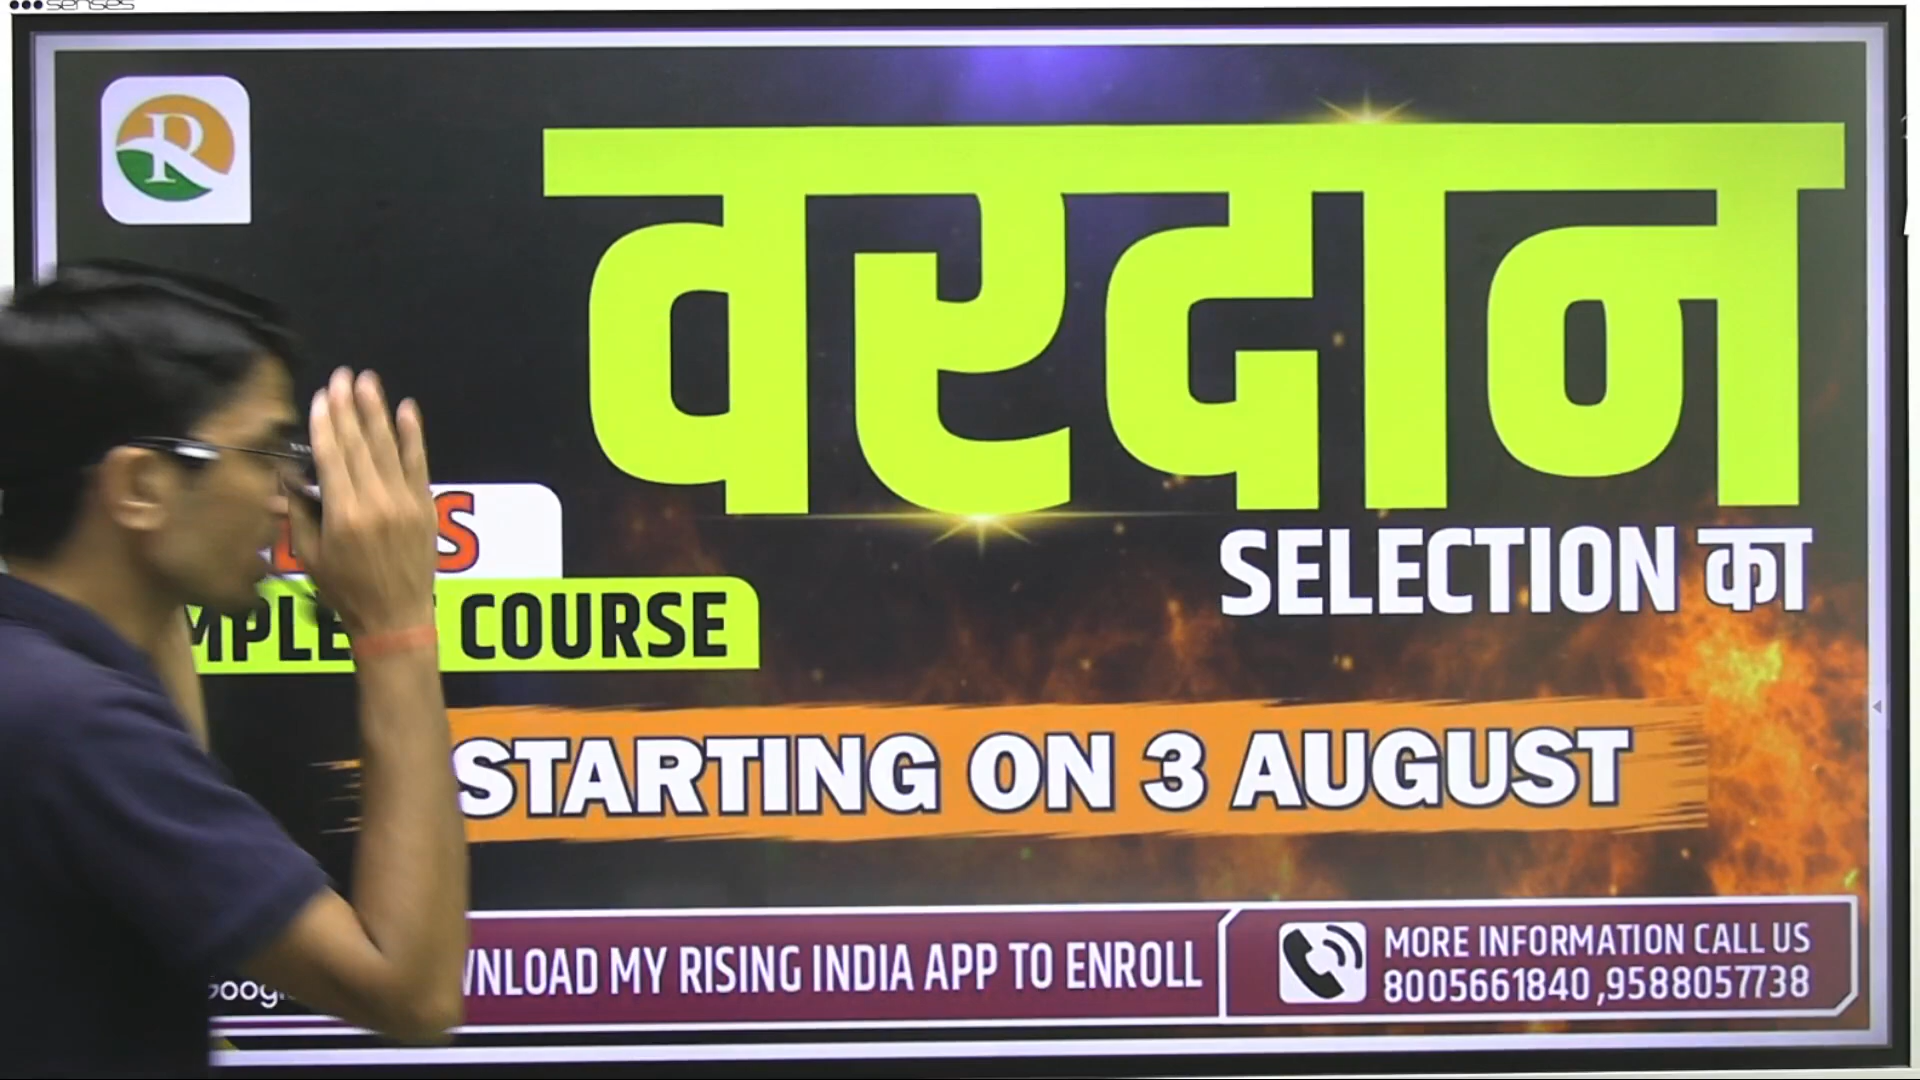 senses
R
वरदान
SELECTION का
COURSE
STARTING ON 3 AUGUST
MY RISING INDIA APP TO ENROLL
MORE INFORMATION CALL US
8005661840 ,9588057738